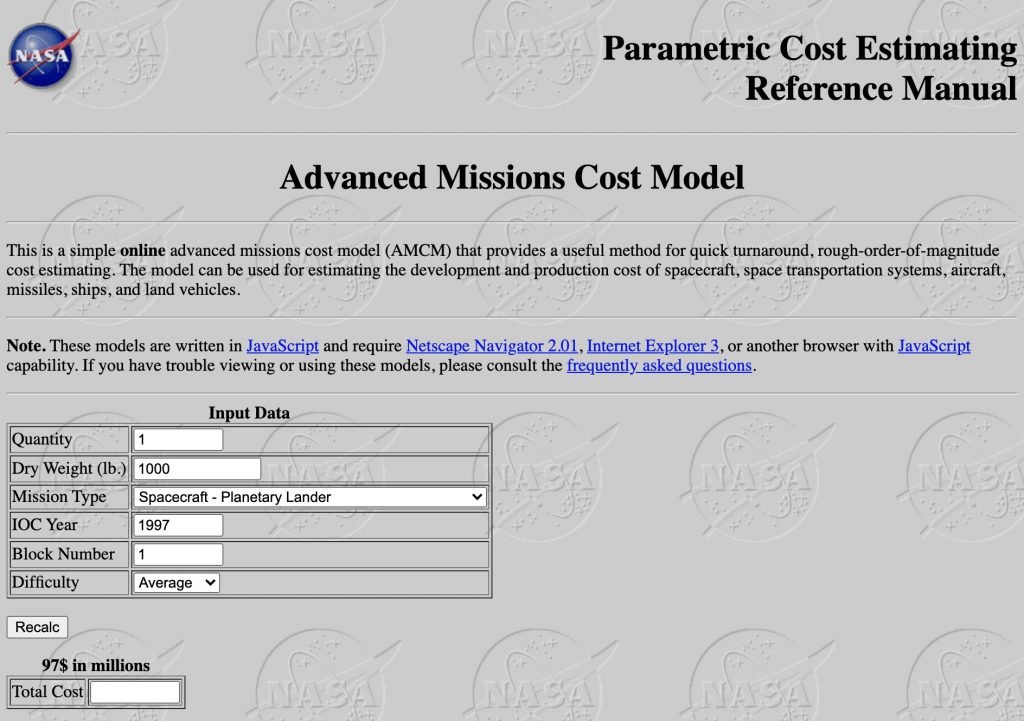 NASA
Parametric Cost Estimating
Reference Manual
Advanced Missions Cost Model
This is a simple online advanced missions cost model (AMCM) that provides a useful method for quick turnaround, rough-order-of-magnitude
cost estimating. The model can be used for estimating the development and production cost of spacecraft, space transportation systems, aircraft,
missiles, ships, and land vehicles.
Note. These models are written in JavaScript and require Netscape Navigator 2.01, Internet Explorer 3, or another browser with JavaScript
capability. If you have trouble viewing or using these models, please consult the frequently asked questions.
Input Data
Quantity 1
Dry Weight (lb.) 1000
Mission Type Spacecraft - Planetary Lander
IOC Year 1997
Block Number 1
Difficulty Average
Recalc
97$ in millions
Total Cost